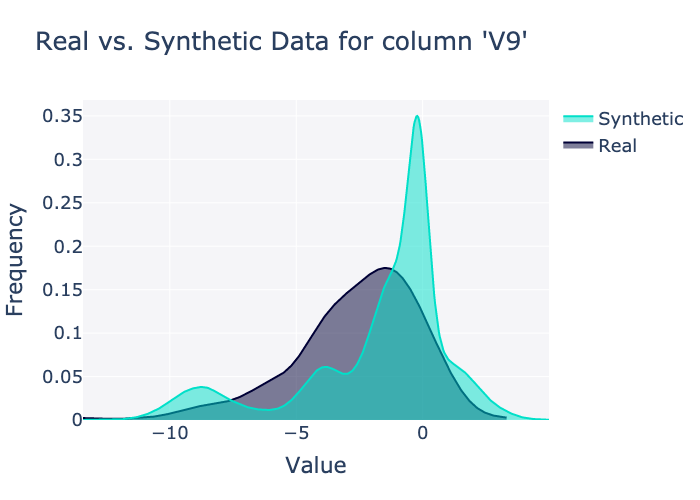 Real vs. Synthetic Data for column 'V9'
Synthetic
Real
0.35
0.3
0.25
0.2
0.15
0.1
0.05
0
−10
−5
0
Frequency
Value